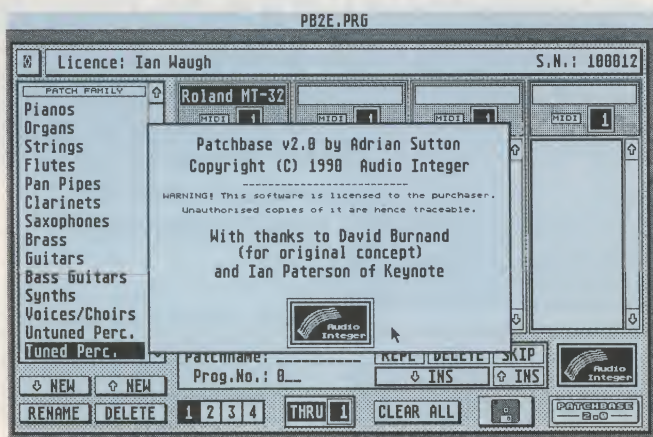 PB2E.PRG
Licence: Ian Waugh
S.N.: 100012
PATCH FAMILY
Pianos
Organs
Strings
Flutes
Pan Pipes
Clarinets
Saxophones
Brass
Guitars
Bass Guitars
Synths
Voices/Choirs
Untuned Perc.
Tuned Perc.
Roland MT-32
MIDI 1
MIDI 1
MIDI 1
MIDI 1
Patchbase v2.0 by Adrian Sutton
Copyright (C) 1990 Audio Integer
WARNING! This software is licensed to the purchaser.
Unauthorised copies of it are hence traceable.
With thanks to David Burnand
(for original concept)
and Ian Paterson of Keynote
Audio
Integer
Patchname: __________
Prog.No.: 0__
REPL DELETE SKIP
INS INS
NEW NEW
RENAME DELETE
1 2 3 4
THRU 1
CLEAR ALL
Audio
Integer
PATCHBASE
2.0